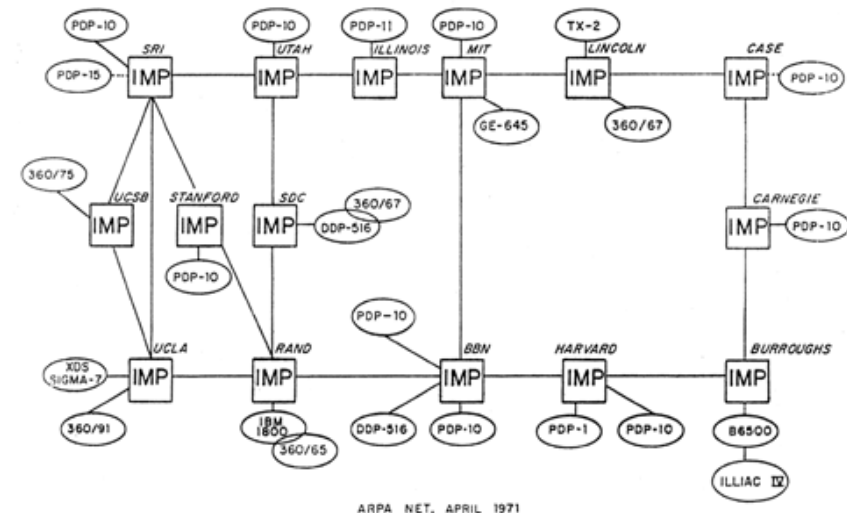 PDP-10
PDP-10
PDP-11
PDP-10
TX-2
SRI
UTAH
ILLINOIS
MIT
LINCOLN
CASE
PDP-15
IMP
IMP
IMP
IMP
IMP
IMP
PDP-10
GE-645
360/67
360/75
UCSB
STANFORD
SDC
360/67
CARNEGIE
IMP
IMP
IMP
DDP-516
IMP
PDP-10
PDP-10
PDP-10
UCLA
RAND
BBN
HARVARD
BURROUGHS
XDS
SIGMA-7
IMP
IMP
IMP
IMP
IMP
360/91
IBM
1800
360/65
DDP-516
PDP-10
PDP-1
PDP-10
B6500
ILLIAC IV
ARPA NET, APRIL 1971